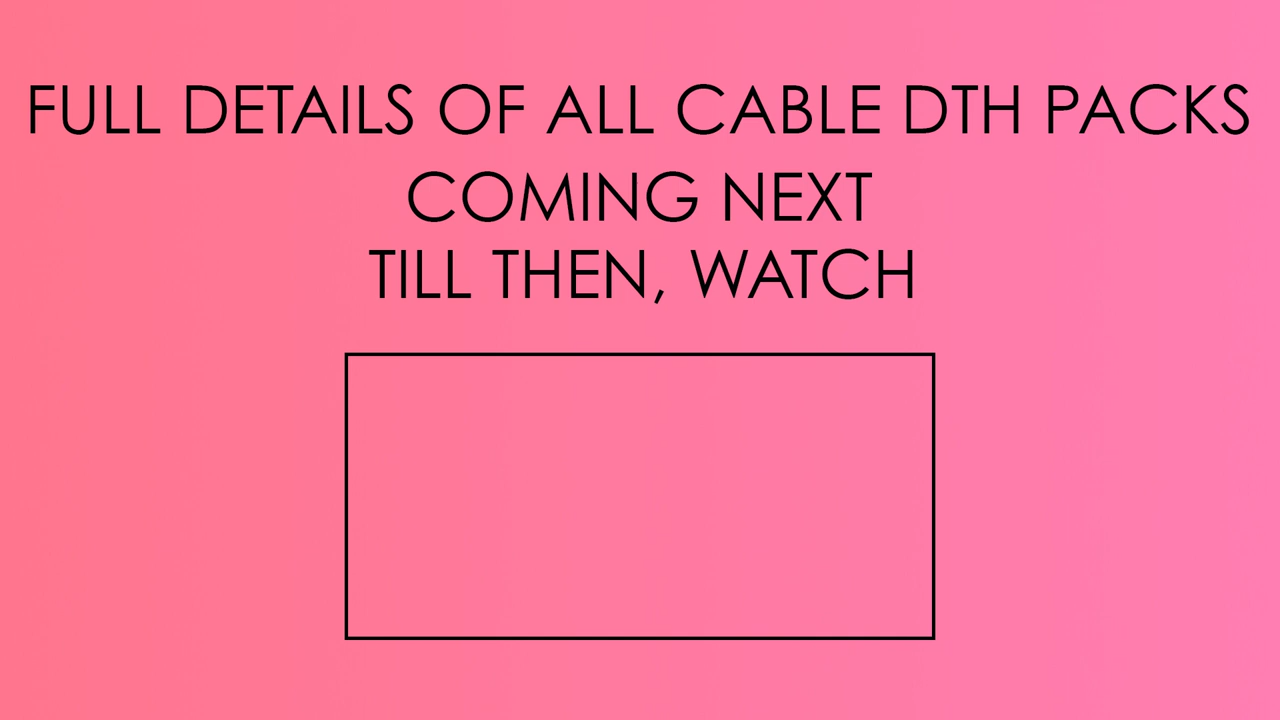 FULL DETAILS OF ALL CABLE DTH PACKS
COMING NEXT
TILL THEN, WATCH